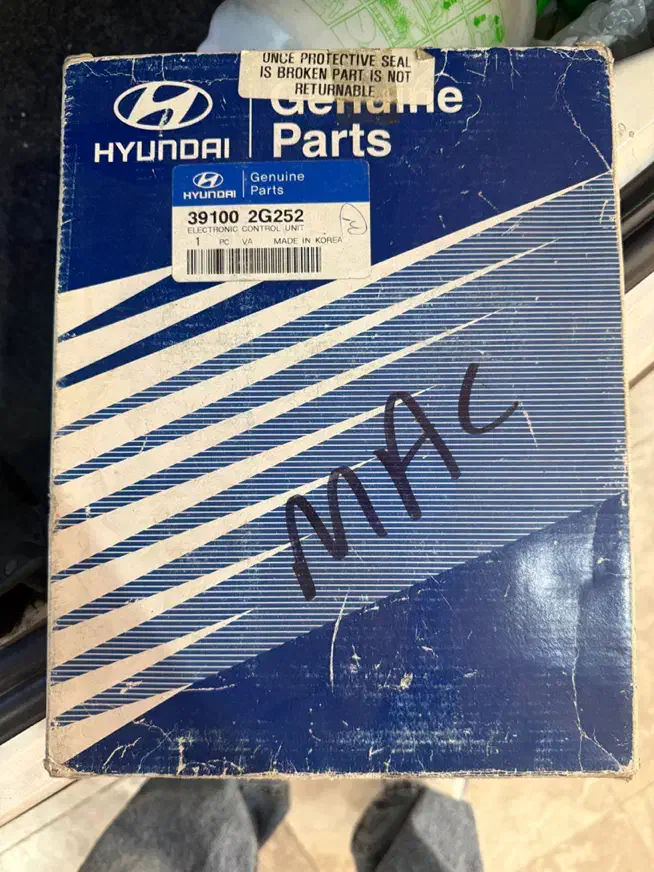 ONCE PROTECTIVE SEAL
IS BROKEN PART IS NOT
RETURNABLE
Genuine
Parts
HYUNDAI
HYUNDAI
Genuine
Parts
39100 2G252
ELECTRONIC CONTROL UNIT
1 PC VA MADE IN KOREA
MAC